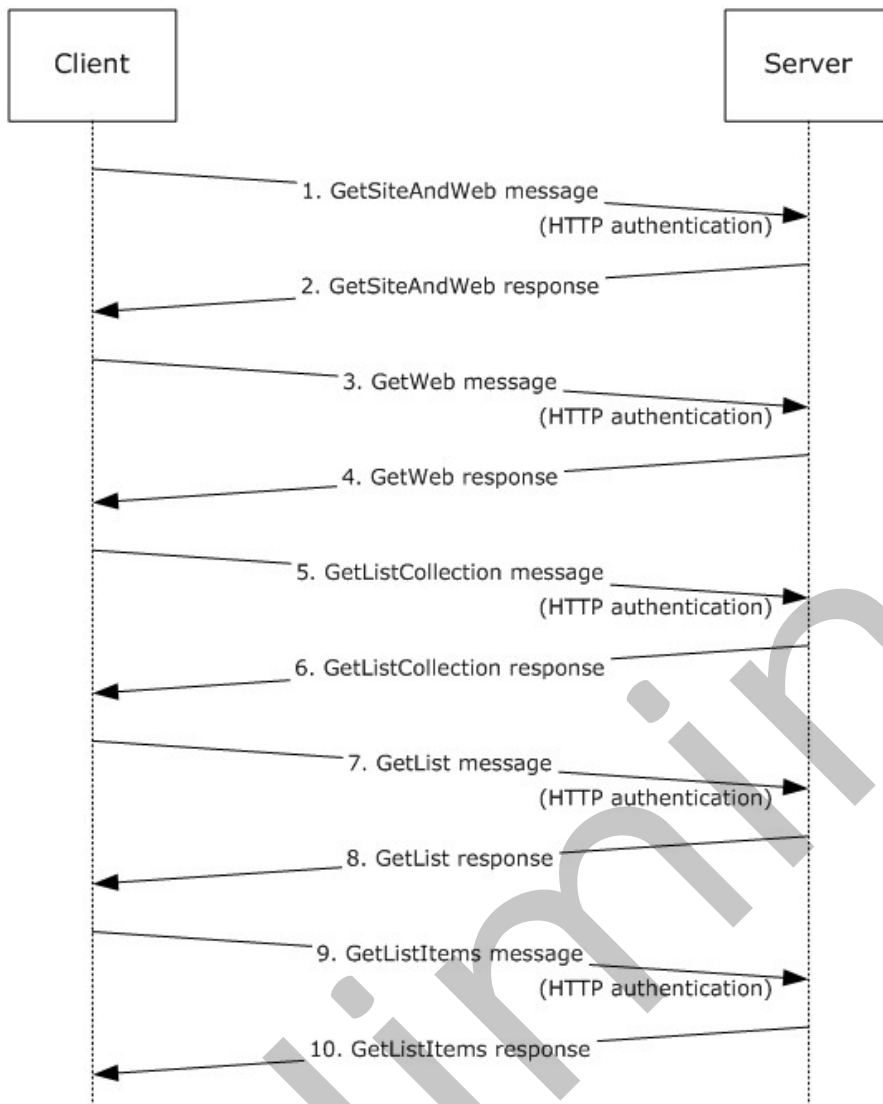 Client
Server
1. GetSiteAndWeb message
(HTTP authentication)
2. GetSiteAndWeb response
3. GetWeb message
(HTTP authentication)
4. GetWeb response
5. GetListCollection message
(HTTP authentication)
6. GetListCollection response
7. GetList message
(HTTP authentication)
8. GetList response
9. GetListItems message
(HTTP authentication)
10. GetListItems response